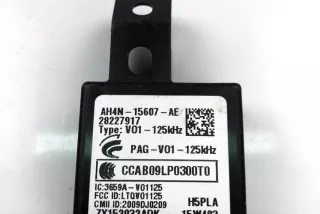 AH4N-15607-AE
28227917
Type: V01-125kHz
PAG-V01-125kHz
CCAB09LP0300T0
IC:3659A-V01125
FCC ID:LTQV01125 H5PLA
CMII ID:2009DJ0209